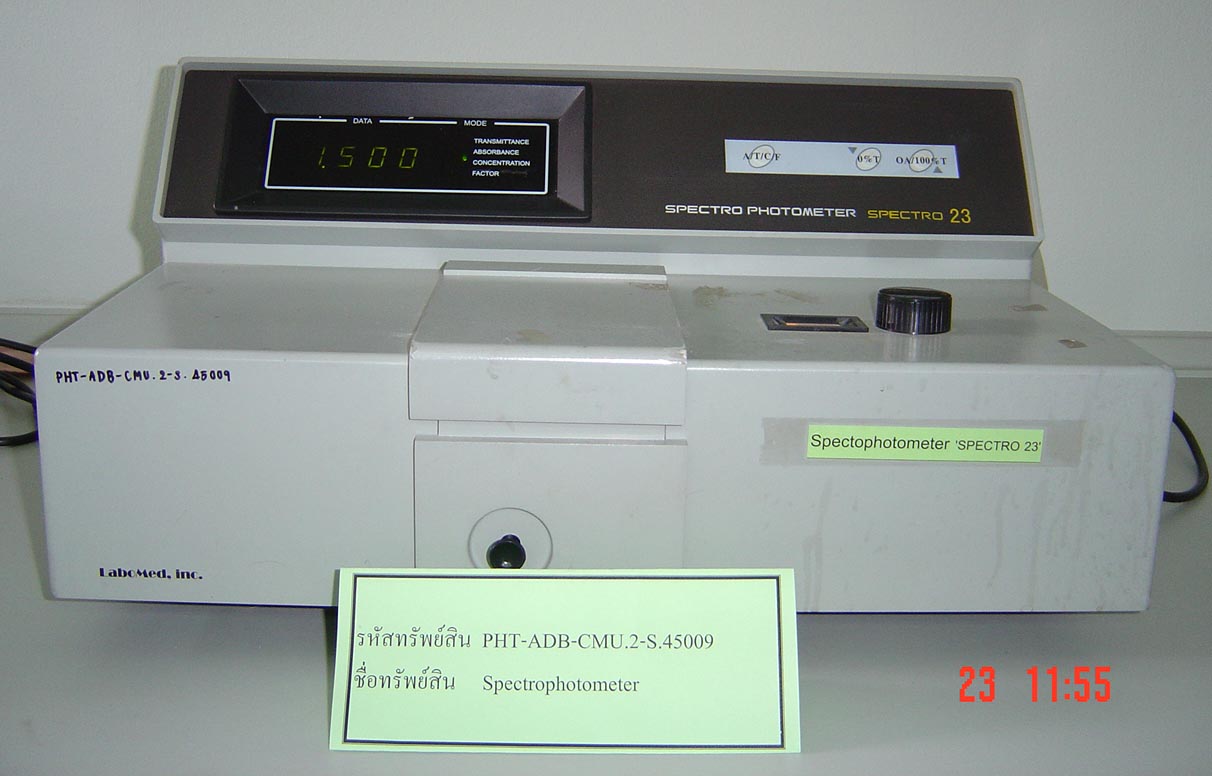 DATA MODE
TRANSMITTANCE
ABSORBANCE
1.500
CONCENTRATION
FACTOR
A/T/C/F 0%T OA/100%T
SPECTRO PHOTOMETER SPECTRO 23
PHT-ADB-CMU.2-S.45009
Spectophotometer 'SPECTRO 23'
LaboMed, inc.
รหัสทรัพย์สิน PHT-ADB-CMU.2-S.45009
ชื่อทรัพย์สิน Spectrophotometer
23 11:55